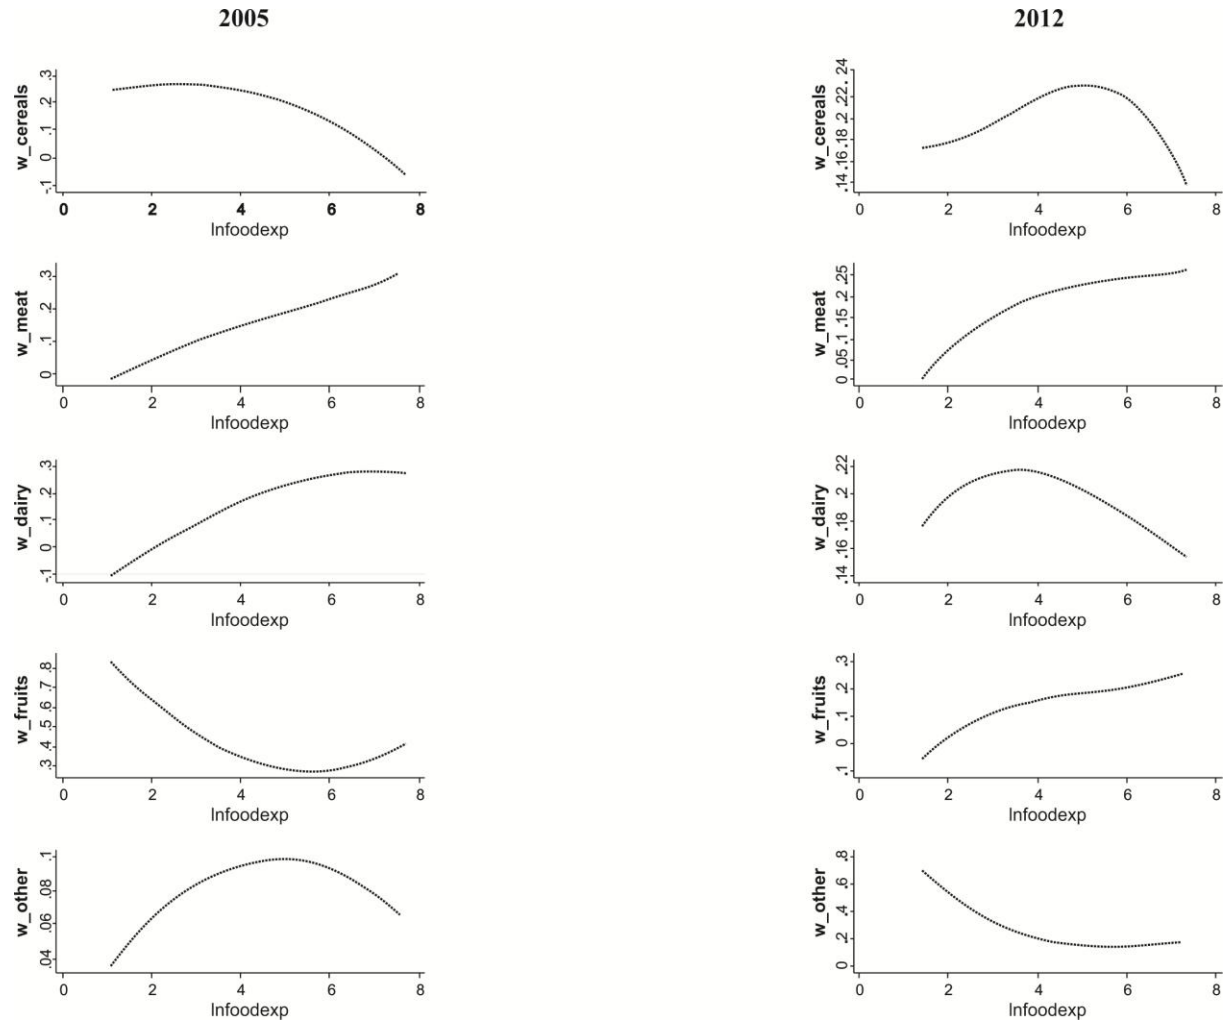 2005
2012
w_cereals
-.1 0 .1 .2 .3
0 2 4 6 8
lnfoodexp
w_cereals
.14 .16 .18 .2 .22 .24
0 2 4 6 8
lnfoodexp
w_meat
0 .1 .2 .3
0 2 4 6 8
lnfoodexp
w_meat
0 .05 .1 .15 .2 .25
0 2 4 6 8
lnfoodexp
w_dairy
-.1 0 .1 .2 .3
0 2 4 6 8
lnfoodexp
w_dairy
.14 .16 .18 .2 .22
0 2 4 6 8
lnfoodexp
w_fruits
.3 .4 .5 .6 .7 .8
0 2 4 6 8
lnfoodexp
w_fruits
-.1 0 .1 .2 .3
0 2 4 6 8
lnfoodexp
w_other
.04 .06 .08 .1
0 2 4 6 8
lnfoodexp
w_other
0 .2 .4 .6 .8
0 2 4 6 8
lnfoodexp